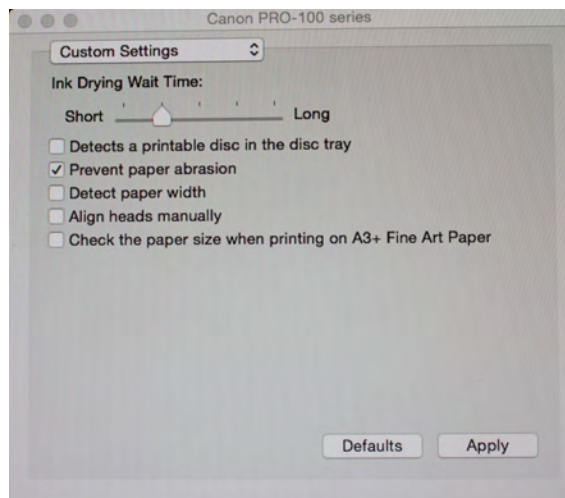 Canon PRO-100 series
Custom Settings
Ink Drying Wait Time:
Short Long
Detects a printable disc in the disc tray
Prevent paper abrasion
Detect paper width
Align heads manually
Check the paper size when printing on A3+ Fine Art Paper
Defaults Apply